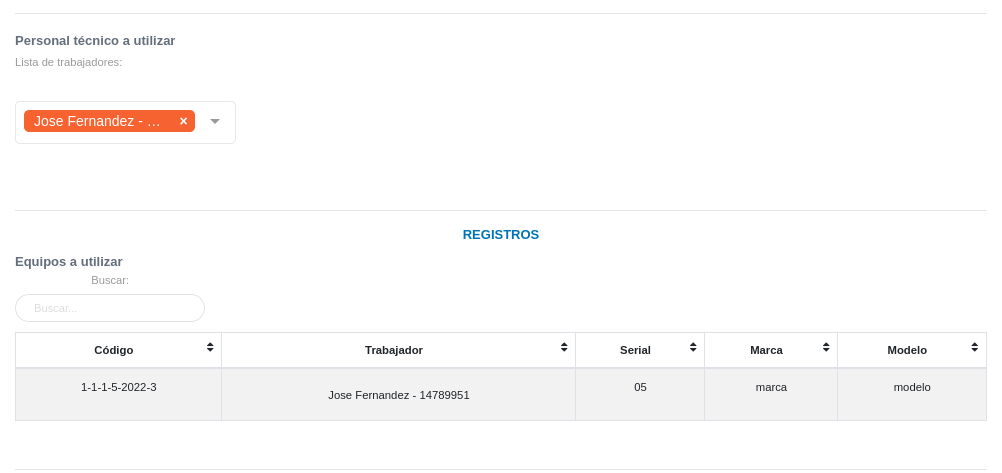 Personal técnico a utilizar
Lista de trabajadores:
Jose Fernandez - ... ×
REGISTROS
Equipos a utilizar
Buscar:
Buscar...
Código Trabajador Serial Marca Modelo
1-1-1-5-2022-3 Jose Fernandez - 14789951 05 marca modelo